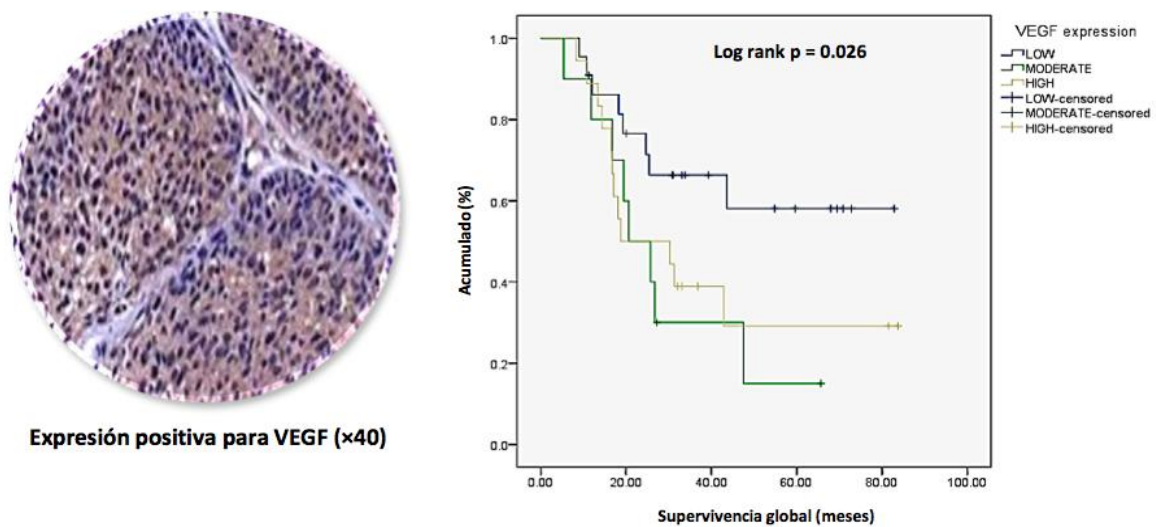 Expresión positiva para VEGF (×40)
Log rank p = 0.026
Acumulado (%)
1.0
0.8
0.6
0.4
0.2
0.0
0.00
20.00
40.00
60.00
80.00
100.00
Supervivencia global (meses)
VEGF expression
LOW
MODERATE
HIGH
LOW-censored
MODERATE-censored
HIGH-censored